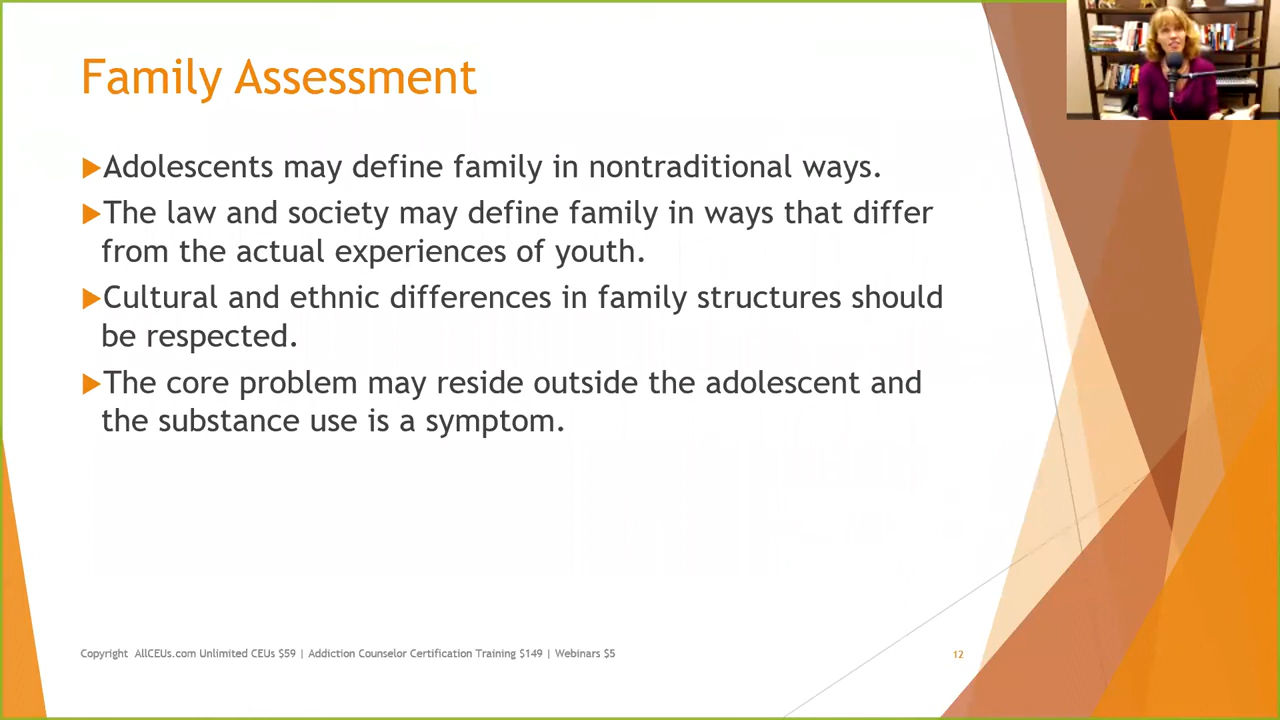 Family Assessment
Adolescents may define family in nontraditional ways.
The law and society may define family in ways that differ
from the actual experiences of youth.
Cultural and ethnic differences in family structures should
be respected.
The core problem may reside outside the adolescent and
the substance use is a symptom.
Copyright AllCEUs.com Unlimited CEUs $59 | Addiction Counselor Certification Training $149 | Webinars $5
12